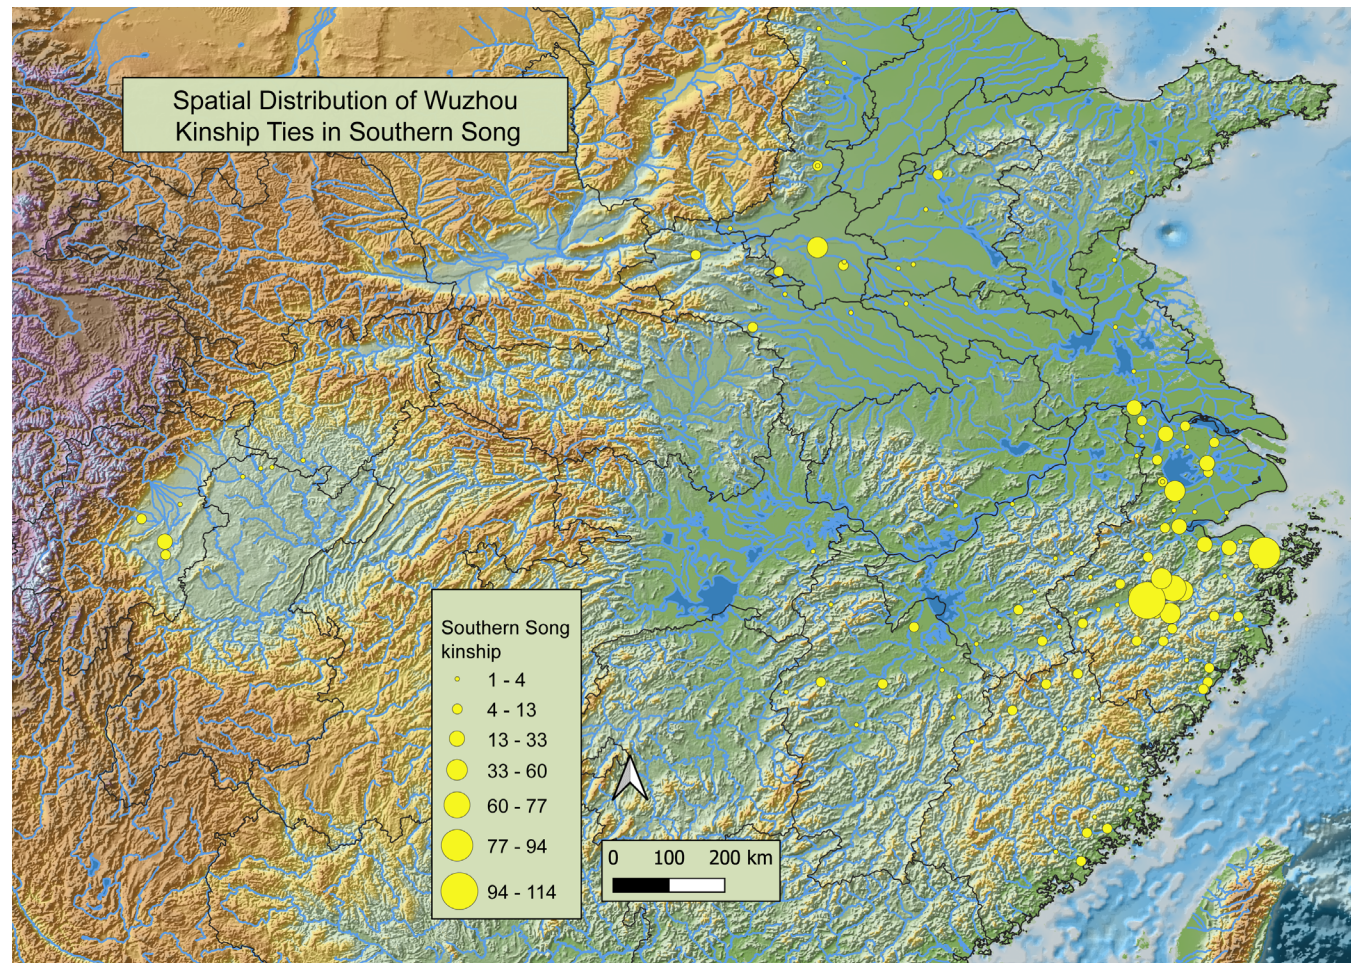 Spatial Distribution of Wuzhou
Kinship Ties in Southern Song
Southern Song
kinship
1 - 4
4 - 13
13 - 33
33 - 60
60 - 77
77 - 94
94 - 114
0 100 200 km